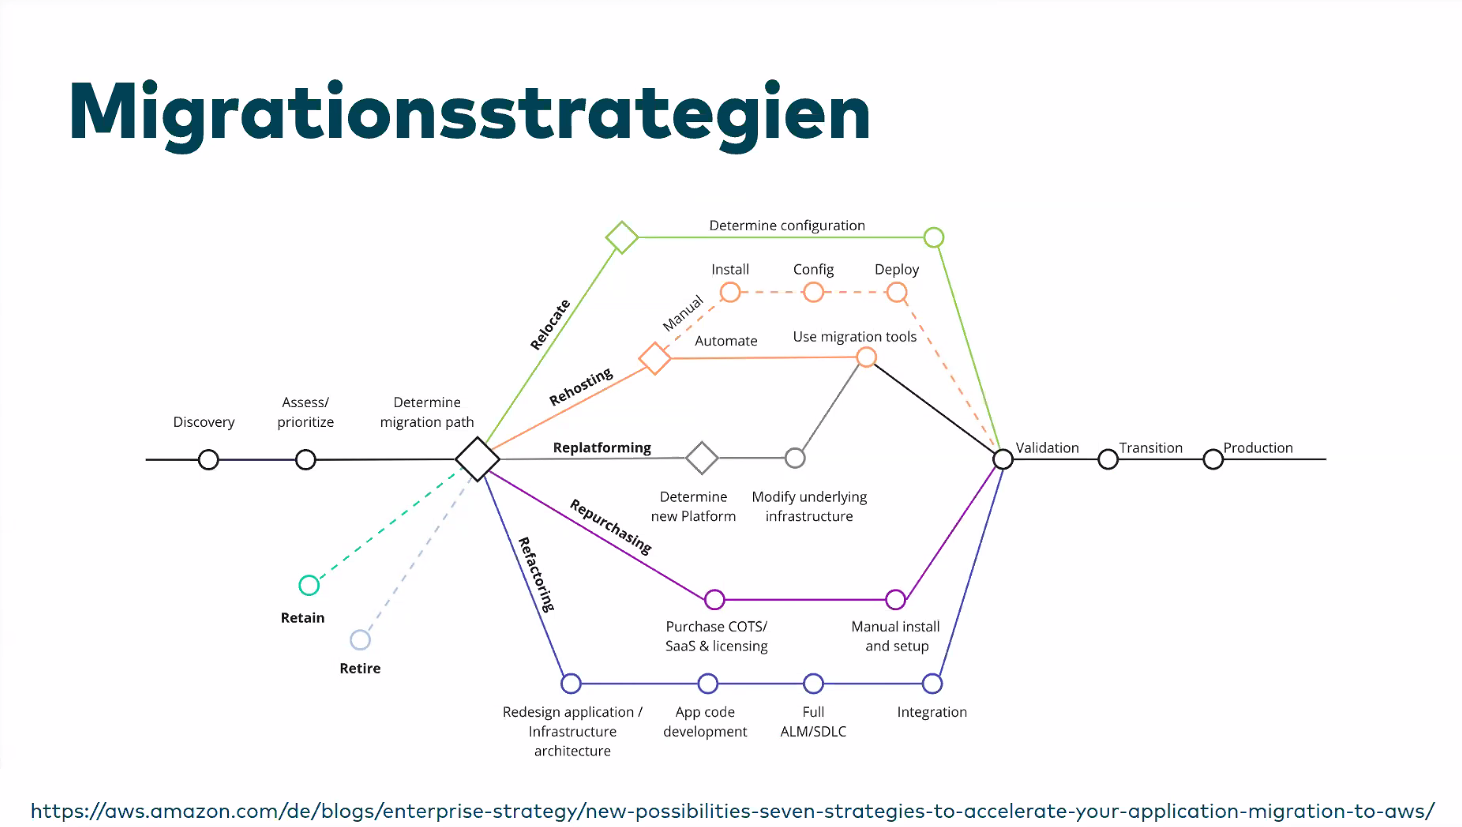 Migrationsstrategien
Determine configuration
Install
Config
Deploy
Manual
Relocate
Automate
Use migration tools
Rehosting
Discovery
Assess/
prioritize
Determine
migration path
Replatforming
Validation
Transition
Production
Determine
new Platform
Modify underlying
infrastructure
Repurchasing
Refactoring
Retain
Retire
Purchase COTS/
SaaS & licensing
Manual install
and setup
Redesign application /
Infrastructure
architecture
App code
development
Full
ALM/SDLC
Integration
https://aws.amazon.com/de/blogs/enterprise-strategy/new-possibilities-seven-strategies-to-accelerate-your-application-migration-to-aws/